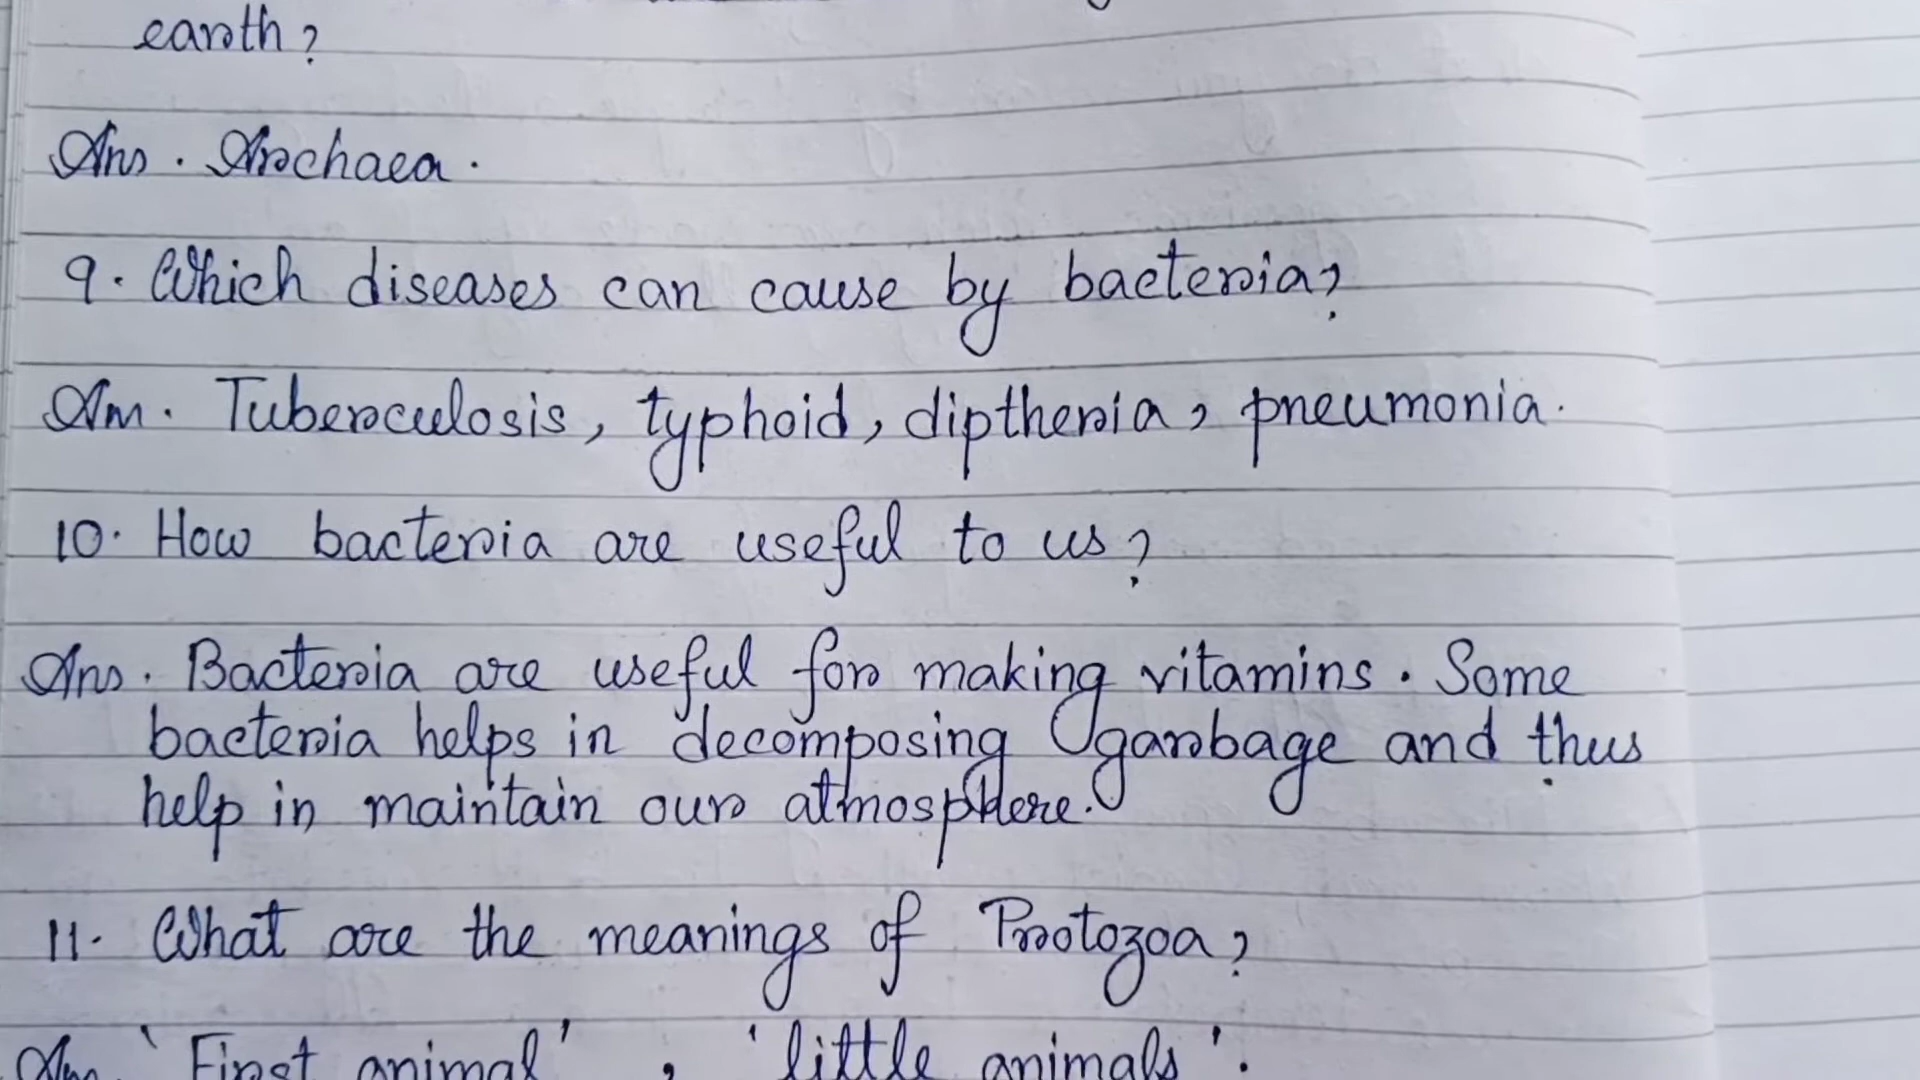 earth?
Ans. Archaea.
9. Which diseases can cause by bacteria?
Ans. Tuberculosis, typhoid, diptheria, pneumonia.
10. How bacteria are useful to us?
Ans. Bacteria are useful for making vitamins. Some
bacteria helps in decomposing garbage and thus
help in maintain our atmosphere.
11. What are the meanings of Protozoa?
Ans. 'First animal', 'little animals'.